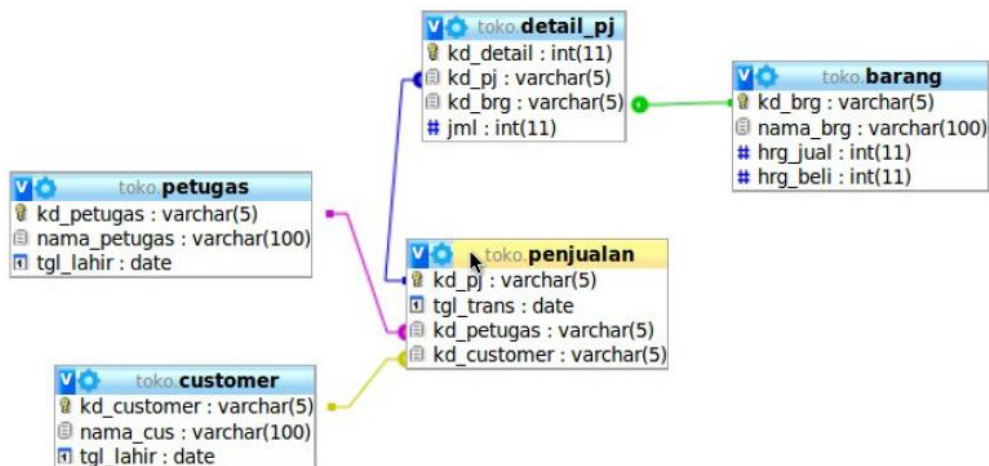 toko.detail_pj
kd_detail : int(11)
kd_pj : varchar(5)
kd_brg : varchar(5)
# jml : int(11)
toko.barang
kd_brg : varchar(5)
nama_brg : varchar(100)
# hrg_jual : int(11)
# hrg_beli : int(11)
toko.petugas
kd_petugas : varchar(5)
nama_petugas : varchar(100)
tgl_lahir : date
toko.penjualan
kd_pj : varchar(5)
tgl_trans : date
kd_petugas : varchar(5)
kd_customer : varchar(5)
toko.customer
kd_customer : varchar(5)
nama_cus : varchar(100)
tgl_lahir : date